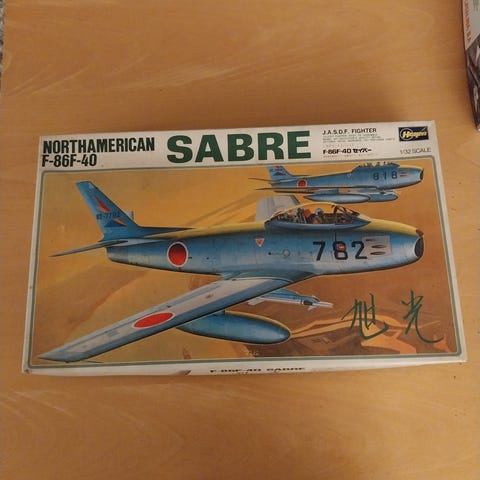 NORTHAMERICAN
F-86F-40
SABRE
J.A.S.D.F. FIGHTER
Hasegawa
F-86F-40 セイバー
1/32 SCALE
818
782
旭光
F-86F-40 SABRE